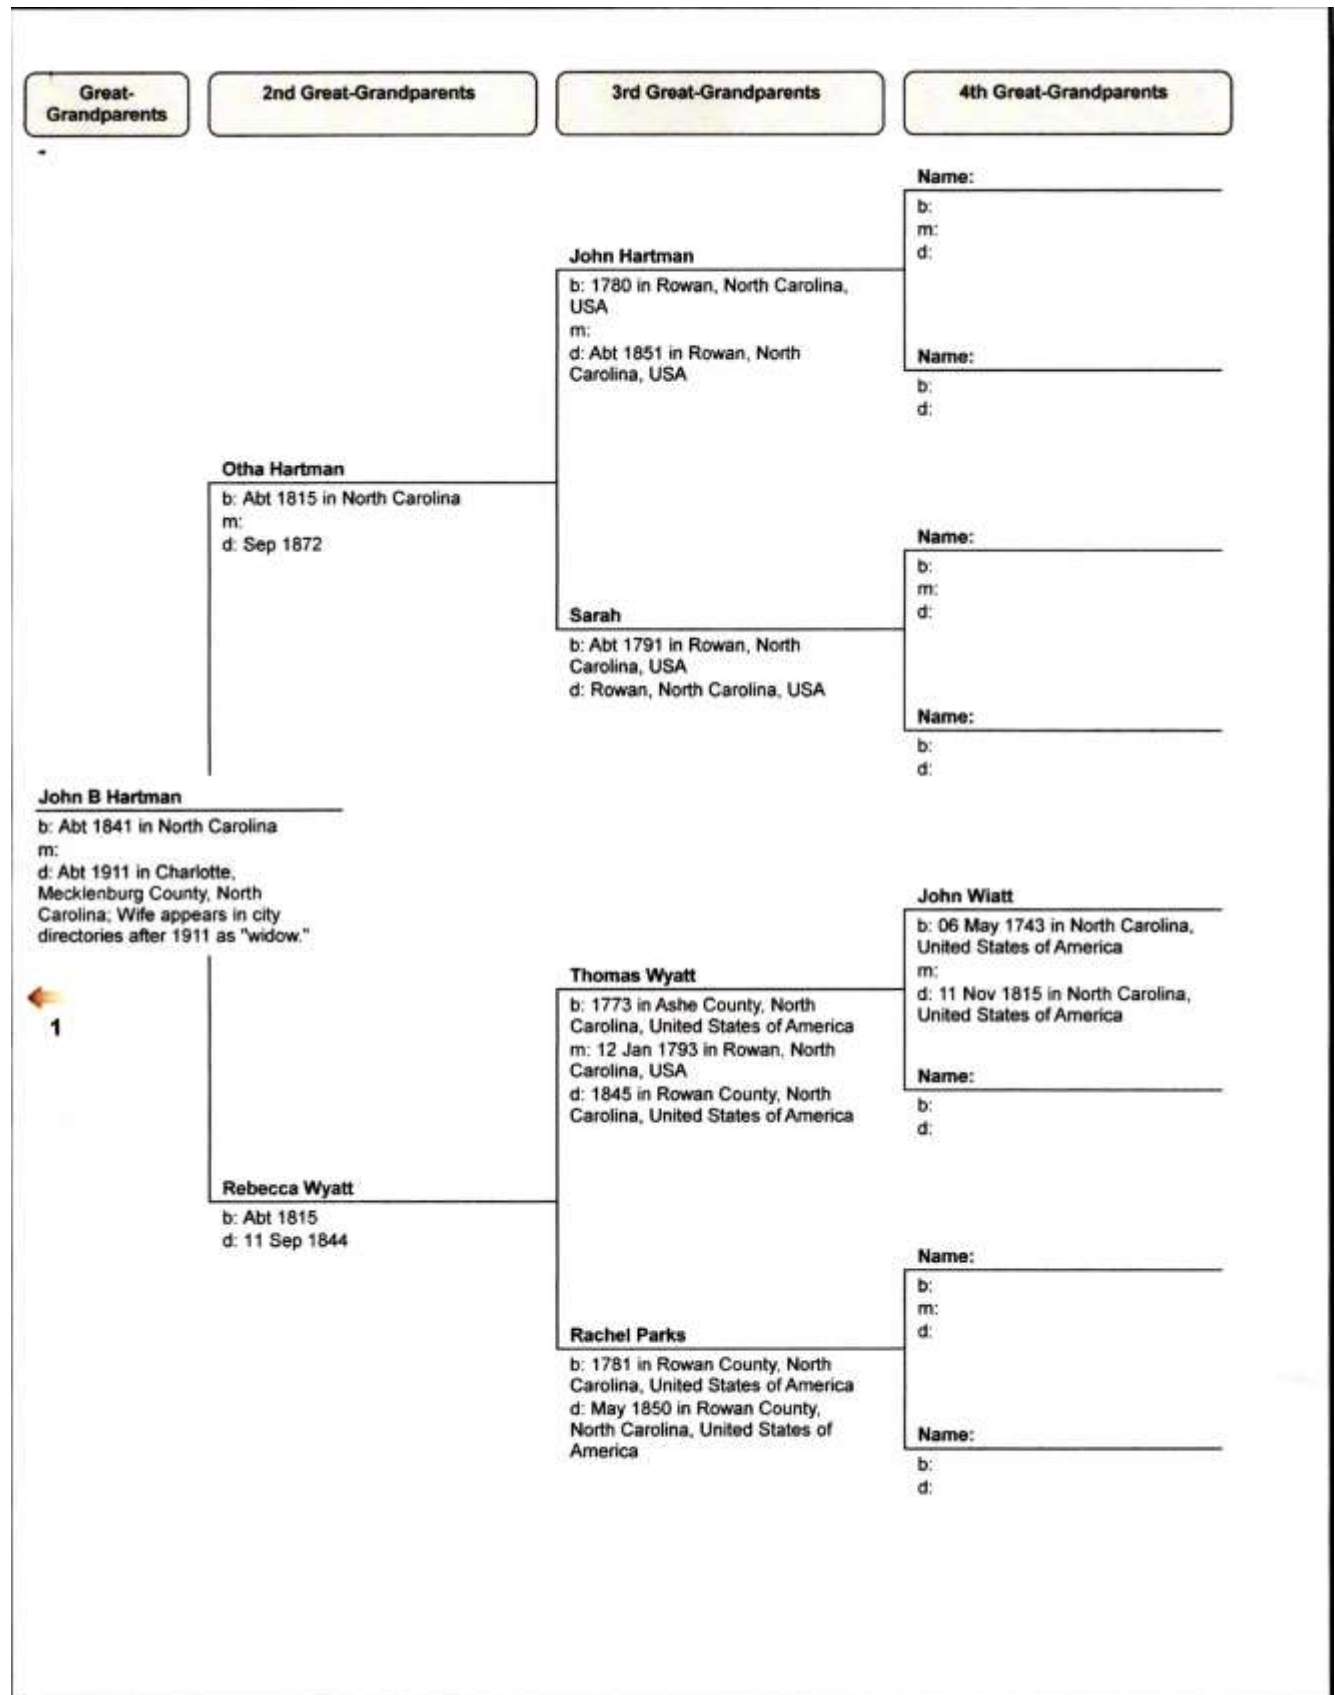 Great-
Grandparents
2nd Great-Grandparents
3rd Great-Grandparents
4th Great-Grandparents
Name:
b:
m:
d:
John Hartman
b: 1780 in Rowan, North Carolina,
USA
m:
d: Abt 1851 in Rowan, North
Carolina, USA
Name:
b:
d:
Otha Hartman
b: Abt 1815 in North Carolina
m:
d: Sep 1872
Name:
b:
m:
d:
Sarah
b: Abt 1791 in Rowan, North
Carolina, USA
d: Rowan, North Carolina, USA
Name:
b:
d:
John B Hartman
b: Abt 1841 in North Carolina
m:
d: Abt 1911 in Charlotte,
Mecklenburg County, North
Carolina; Wife appears in city
directories after 1911 as "widow."
1
John Wiatt
b: 06 May 1743 in North Carolina,
United States of America
m:
d: 11 Nov 1815 in North Carolina,
United States of America
Thomas Wyatt
b: 1773 in Ashe County, North
Carolina, United States of America
m: 12 Jan 1793 in Rowan, North
Carolina, USA
d: 1845 in Rowan County, North
Carolina, United States of America
Name:
b:
d:
Rebecca Wyatt
b: Abt 1815
d: 11 Sep 1844
Name:
b:
m:
d:
Rachel Parks
b: 1781 in Rowan County, North
Carolina, United States of America
d: May 1850 in Rowan County,
North Carolina, United States of
America
Name:
b:
d: